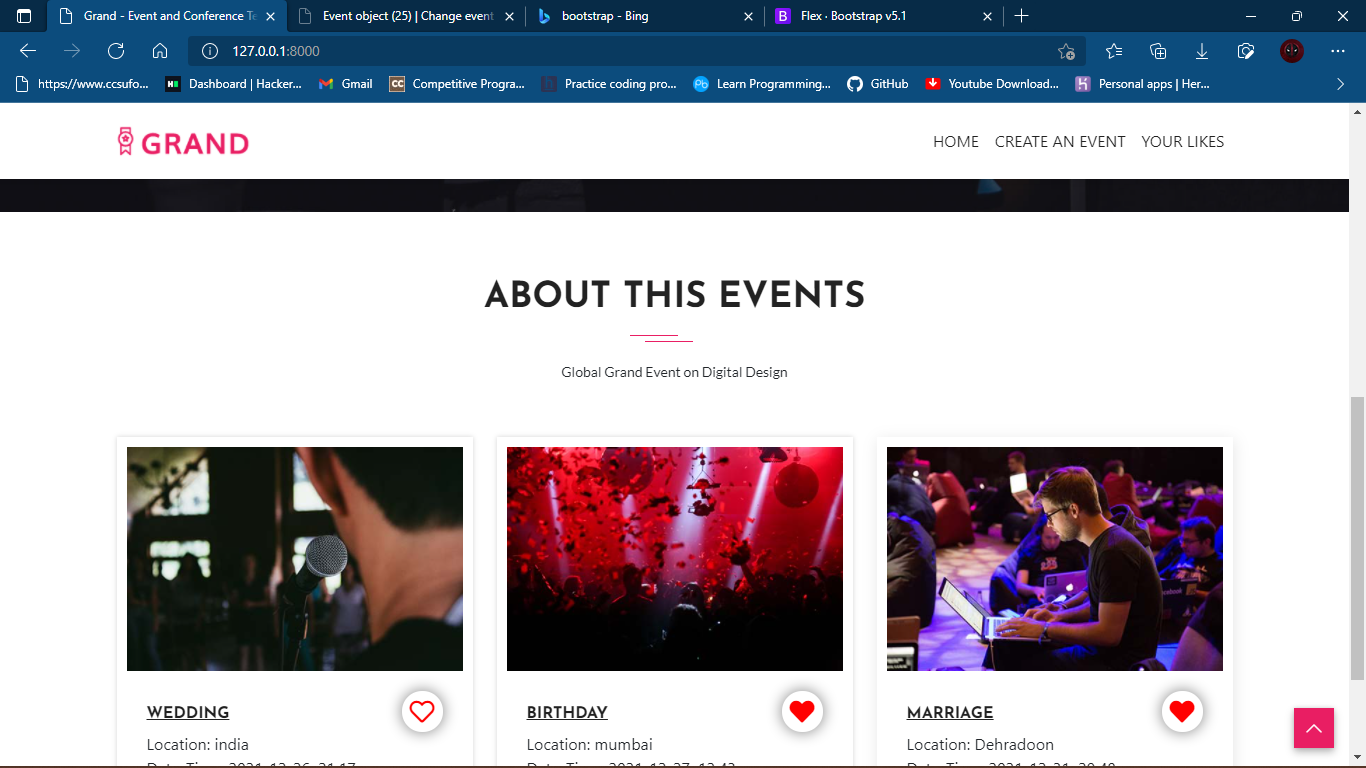 Grand - Event and Conference Te
Event object (25) | Change event
bootstrap - Bing
B Flex · Bootstrap v5.1
127.0.0.1:8000
https://www.ccsufo...
Dashboard | Hacker...
Gmail
CC Competitive Progra...
Practice coding pro...
Pb Learn Programming...
GitHub
Youtube Download...
Personal apps | Her...
GRAND
HOME CREATE AN EVENT YOUR LIKES
ABOUT THIS EVENTS
Global Grand Event on Digital Design
WEDDING
Location: india
BIRTHDAY
Location: mumbai
MARRIAGE
Location: Dehradoon